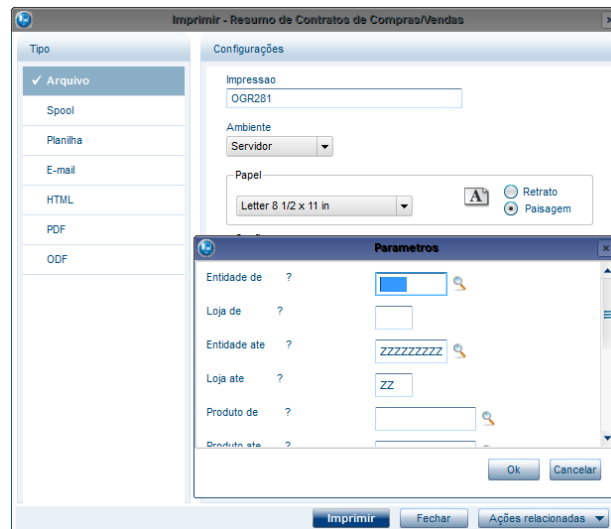 Imprimir - Resumo de Contratos de Compras/Vendas
Tipo
Configurações
✓ Arquivo
Spool
Planilha
E-mail
HTML
PDF
ODF
Impressao
OGR281
Ambiente
Servidor
Papel
Letter 8 1/2 x 11 in
A
Retrato
Paisagem
Parametros
Entidade de ?
Loja de ?
Entidade ate ? ZZZZZZZZZ
Loja ate ? ZZ
Produto de ?
Produto ate ?
Ok Cancelar
Imprimir Fechar Ações relacionadas